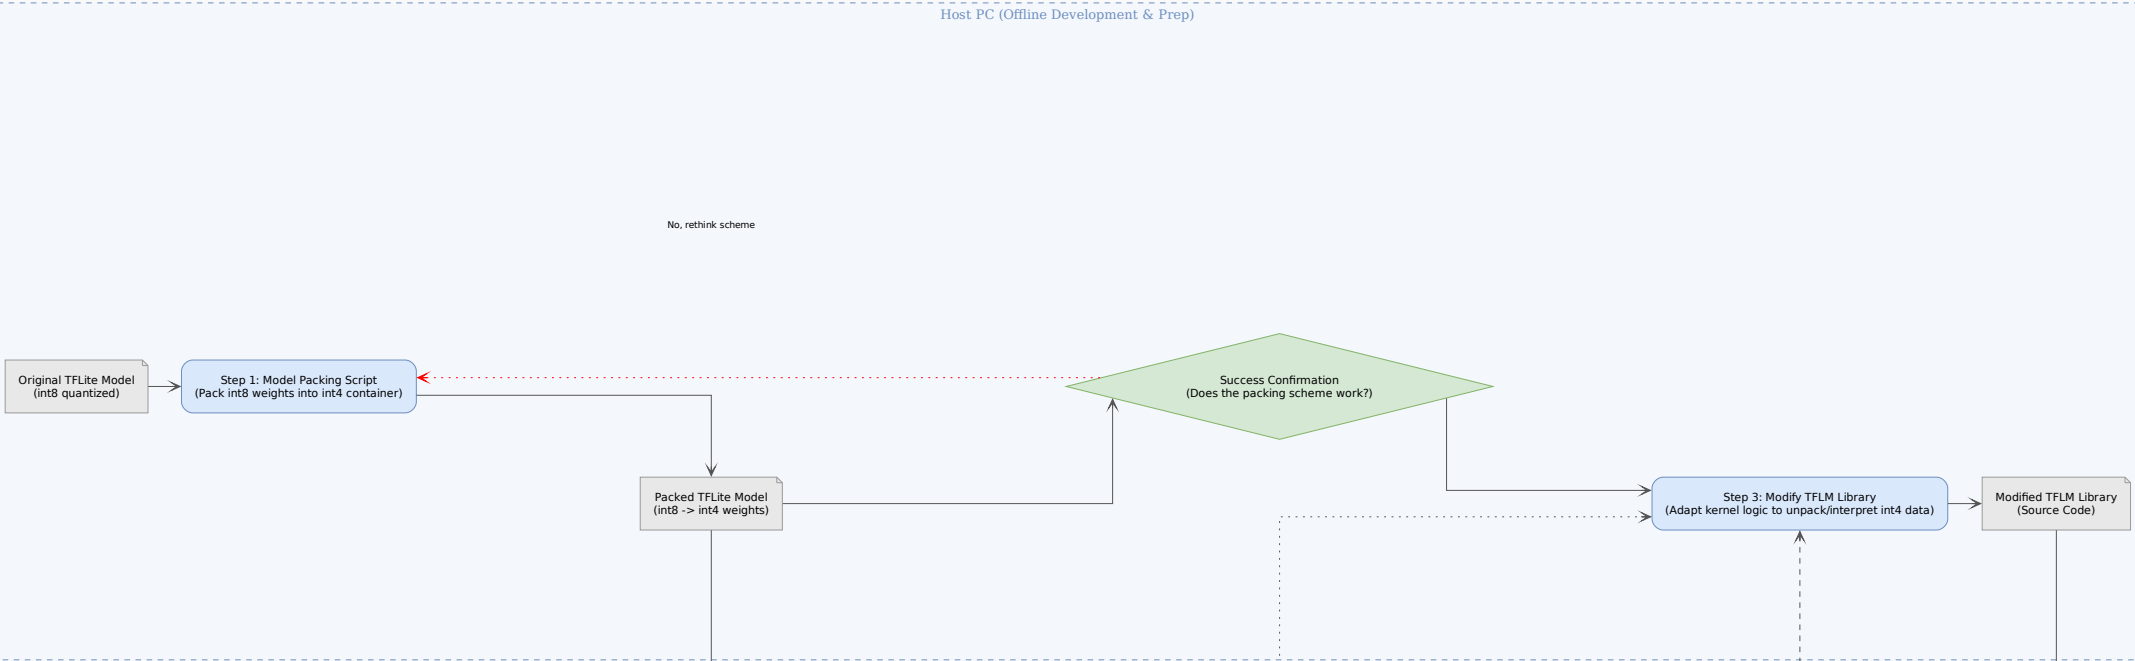 Host PC (Offline Development & Prep)
No, rethink scheme
Original TFLite Model
(int8 quantized)
Step 1: Model Packing Script
(Pack int8 weights into int4 container)
Success Confirmation
(Does the packing scheme work?)
Packed TFLite Model
(int8 -> int4 weights)
Step 3: Modify TFLM Library
(Adapt kernel logic to unpack/interpret int4 data)
Modified TFLM Library
(Source Code)